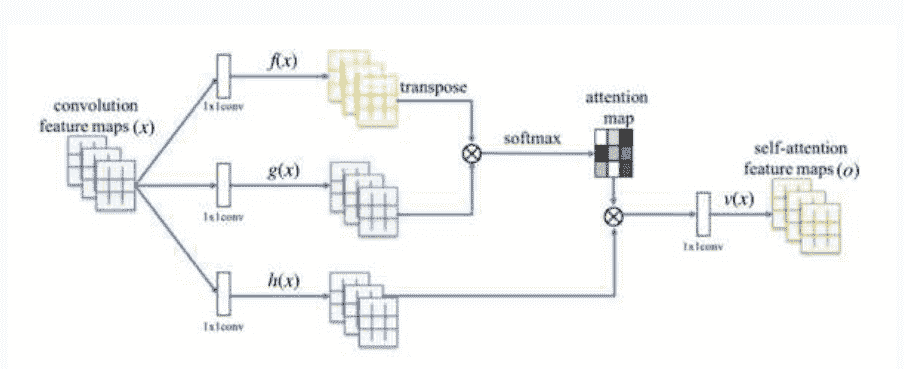 f(x)
1x1conv
transpose
convolution
feature maps (x)
attention
map
softmax
self-attention
feature maps (o)
g(x)
1x1conv
v(x)
1x1conv
h(x)
1x1conv